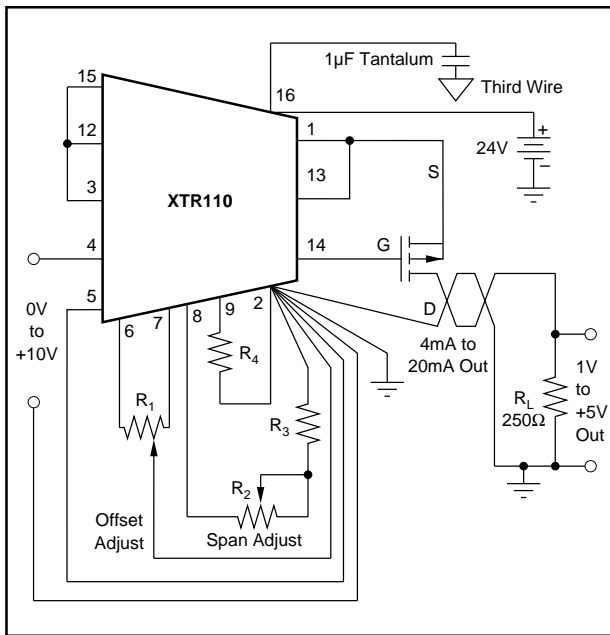 15
1µF Tantalum
16
Third Wire
12
1
+
24V
–
3
13
S
XTR110
4
14
G
5
0V
to
+10V
6
7
8
9
2
D
4mA to
20mA Out
1V
to
+5V
Out
R4
R1
R3
RL
250Ω
R2
Offset
Adjust
Span Adjust